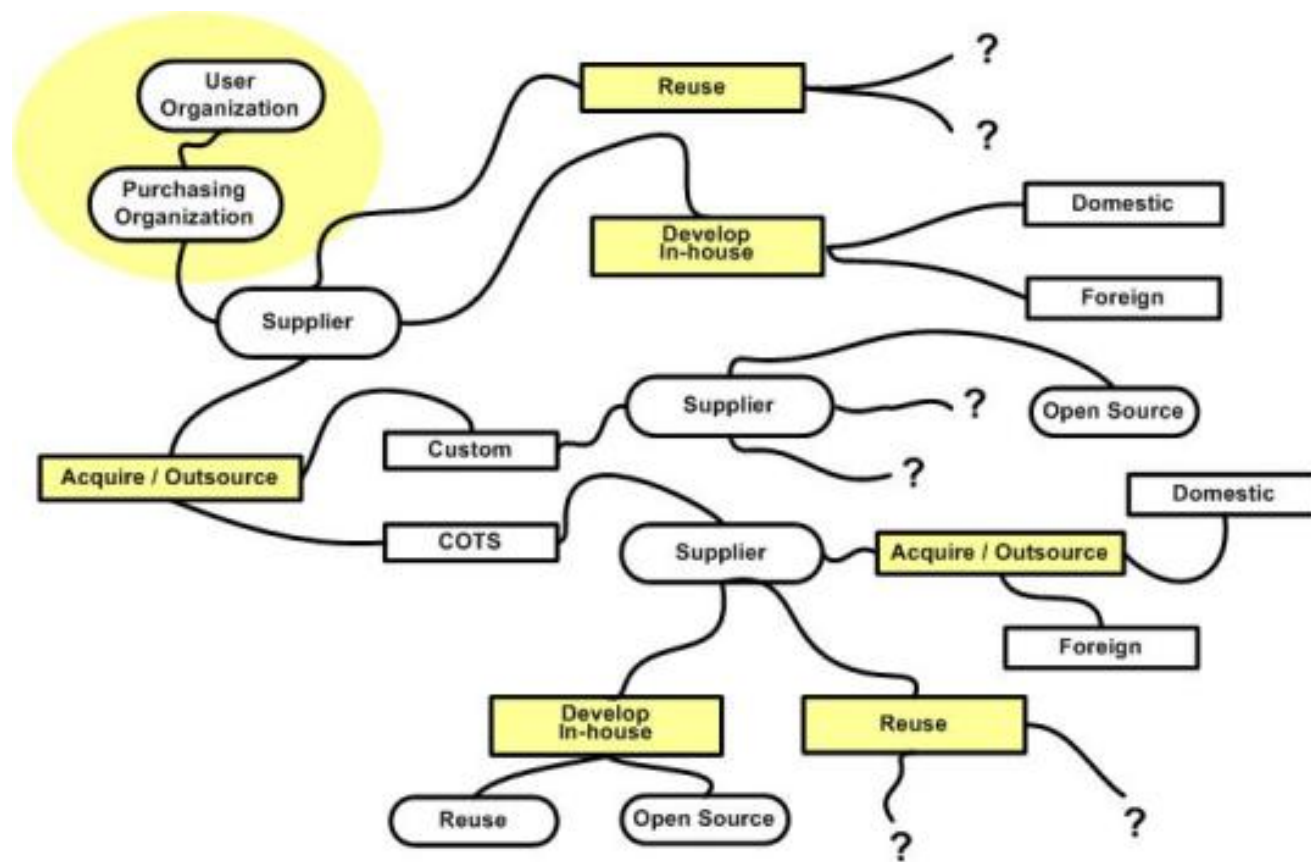 User
Organization
Purchasing
Organization
Supplier
Reuse
?
?
Develop
In-house
Domestic
Foreign
Acquire / Outsource
Custom
Supplier
Open Source
?
?
COTS
Supplier
Acquire / Outsource
Domestic
Foreign
Develop
In-house
Reuse
Open Source
Reuse
?
?